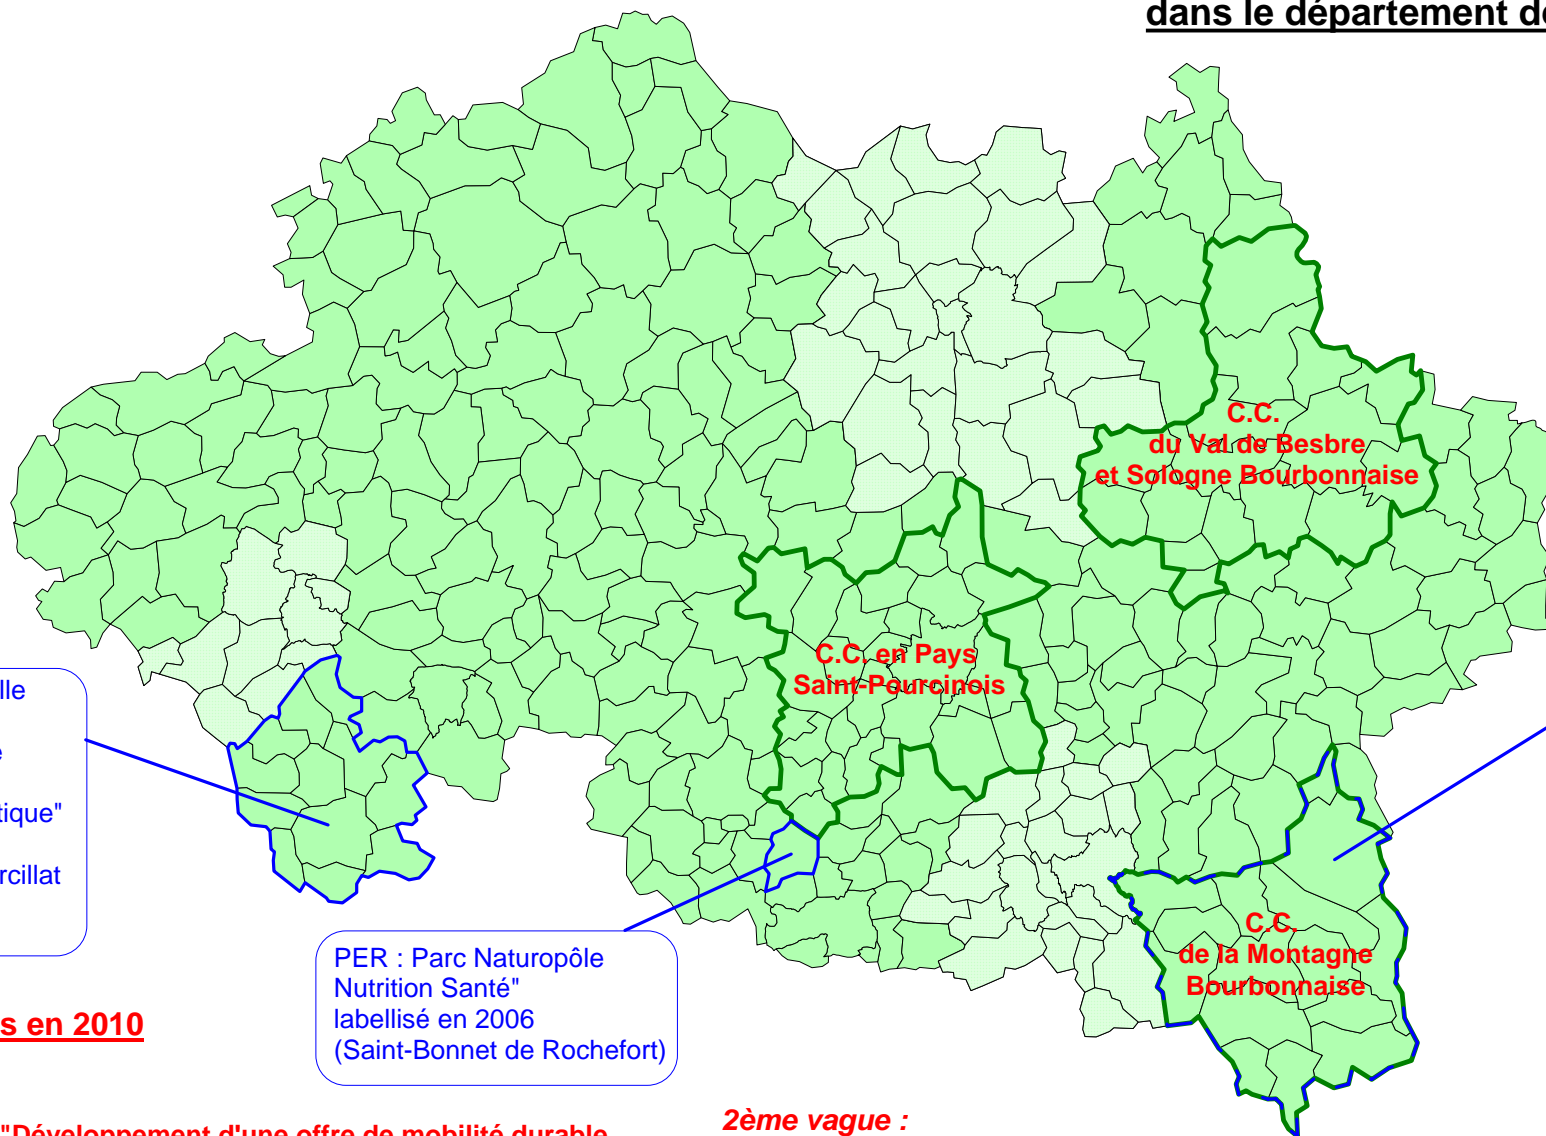 dans le département de
C.C.
du Val de Besbre
et Sologne Bourbonnaise
C.C. en Pays
Saint-Pourcinois
lle
e
tique"
rcillat
C.C.
de la Montagne
Bourbonnaise
PER : Parc Naturopôle
Nutrition Santé"
labellisé en 2006
(Saint-Bonnet de Rochefort)
s en 2010
"Développement d'une offre de mobilité durable
2ème vague :